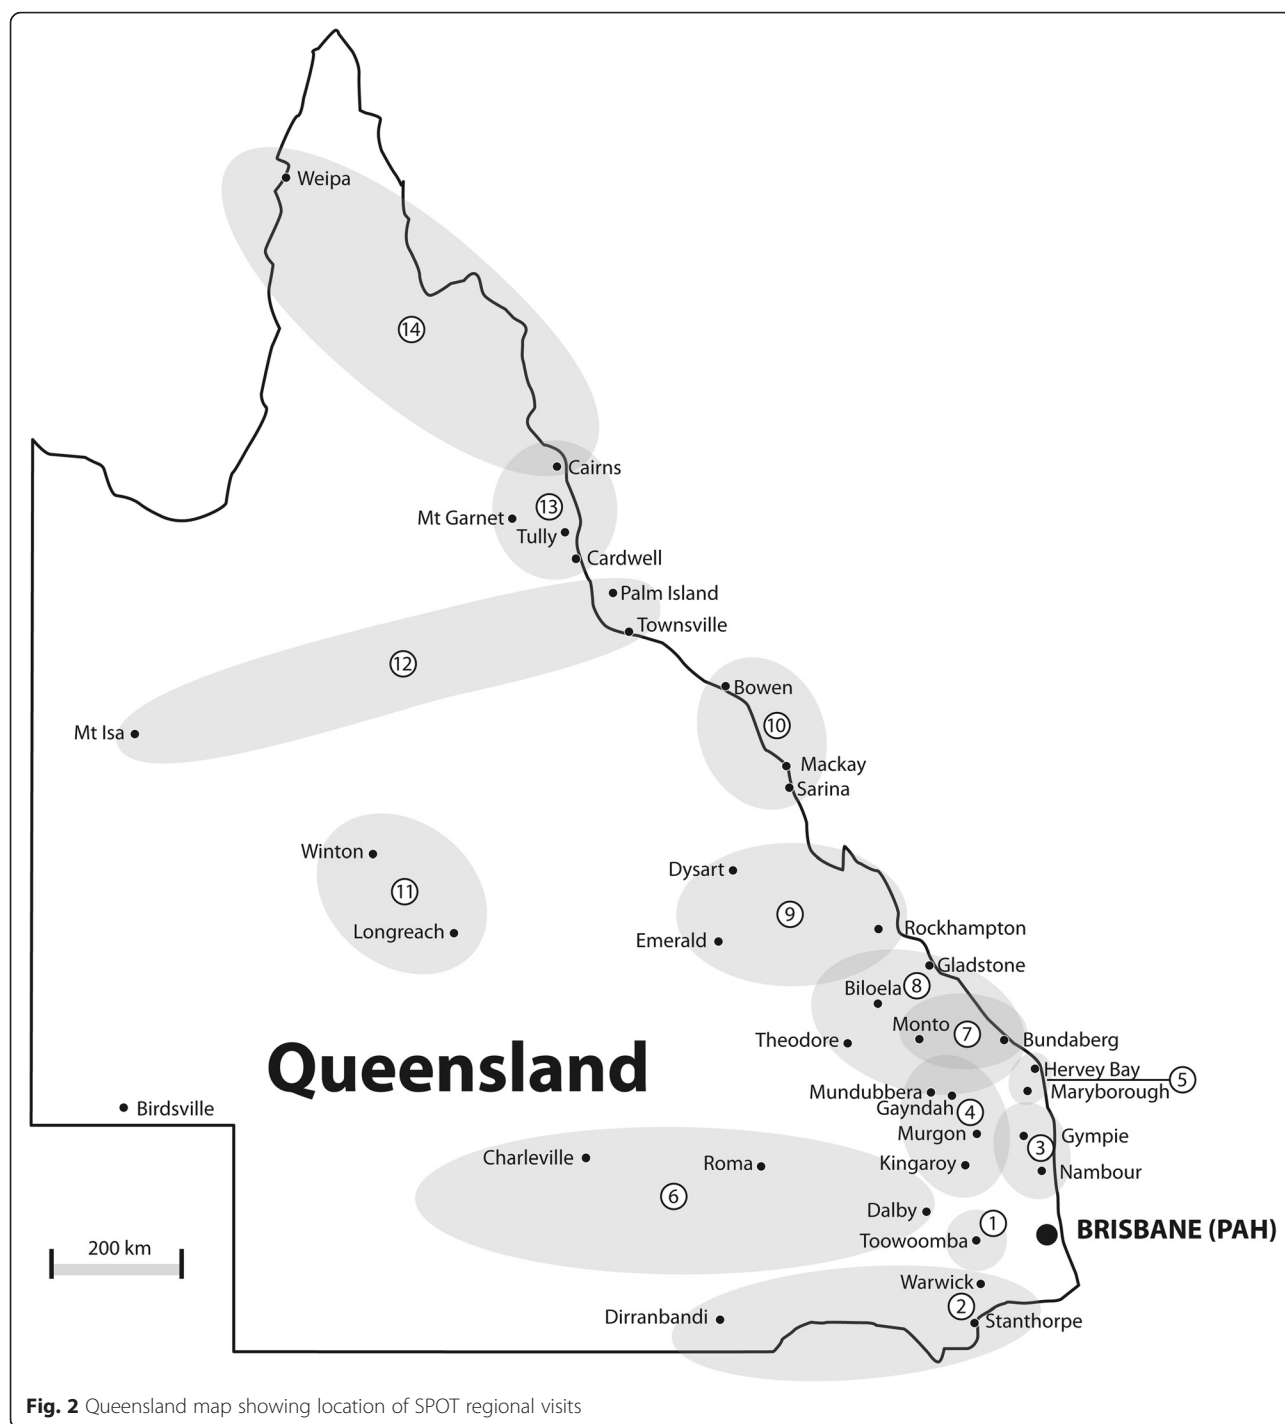 Weipa
14
Cairns
13
Mt Garnet
Tully
Cardwell
Palm Island
Townsville
12
Bowen
Mt Isa
10
Mackay
Sarina
Winton
Dysart
11
9
Longreach
Emerald
Rockhampton
Gladstone
Biloela
8
Monto
7
Theodore
Bundaberg
Queensland
Hervey Bay
5
Mundubbera
Maryborough
Gayndah
4
Birdsville
Murgon
Gympie
3
Charleville
Roma
Kingaroy
Nambour
6
Dalby
1
BRISBANE (PAH)
Toowoomba
200 km
Warwick
2
Dirranbandi
Stanthorpe
Fig. 2 Queensland map showing location of SPOT regional visits